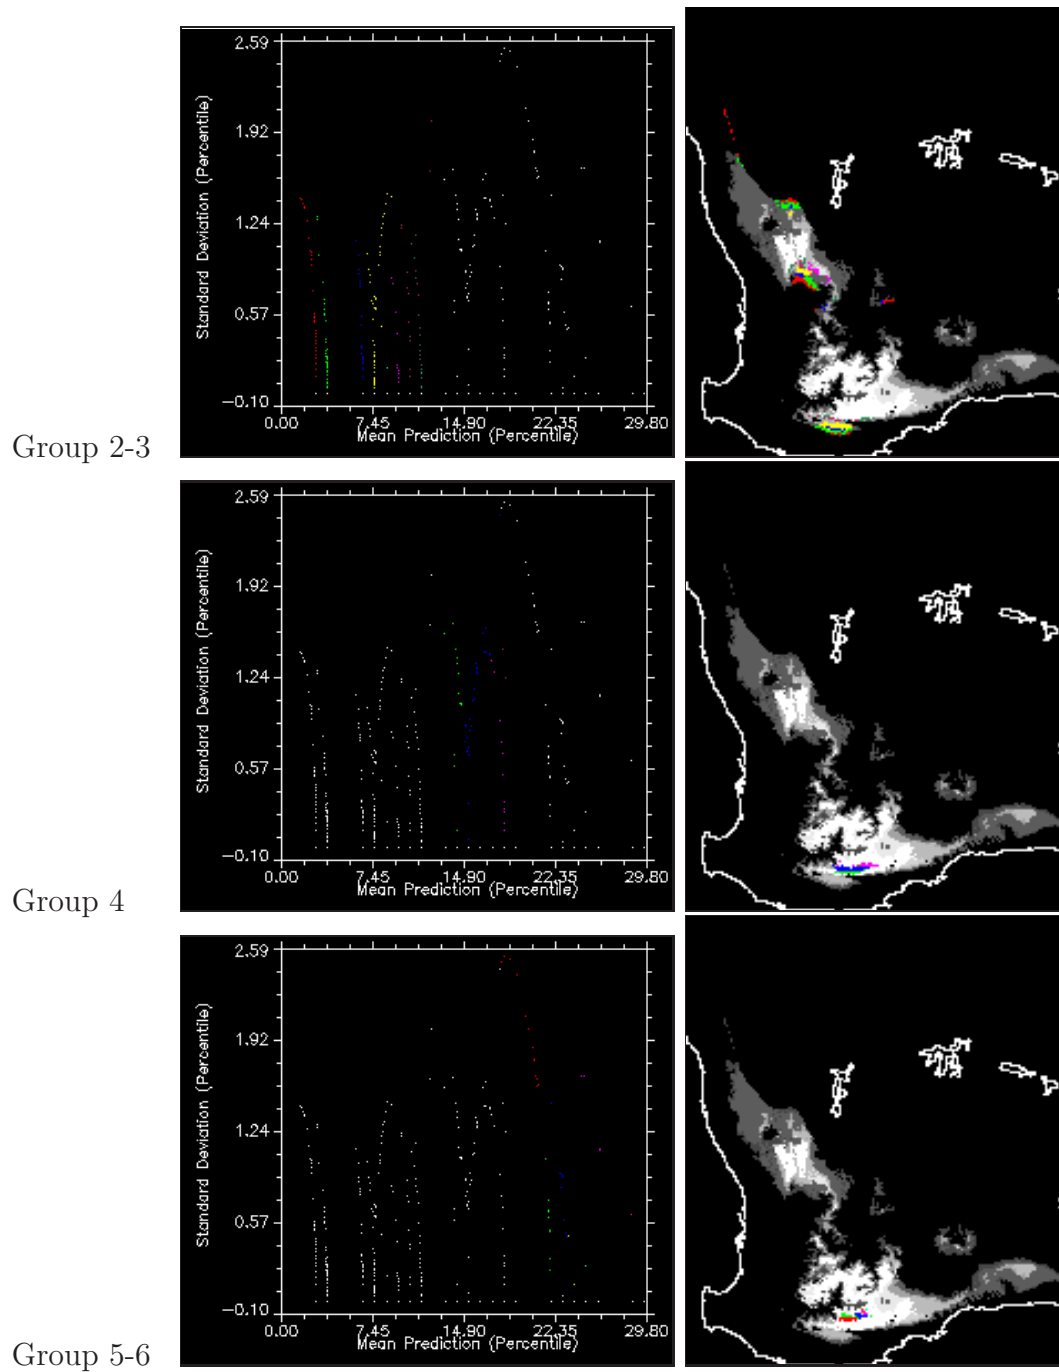 2.59
1.92
1.24
0.57
−0.10
Standard Deviation (Percentile)
0.00 7.45 14.90 22.35 29.80
Mean Prediction (Percentile)
Group 2-3
2.59
1.92
1.24
0.57
−0.10
Standard Deviation (Percentile)
0.00 7.45 14.90 22.35 29.80
Mean Prediction (Percentile)
Group 4
2.59
1.92
1.24
0.57
−0.10
Standard Deviation (Percentile)
0.00 7.45 14.90 22.35 29.80
Mean Prediction (Percentile)
Group 5-6